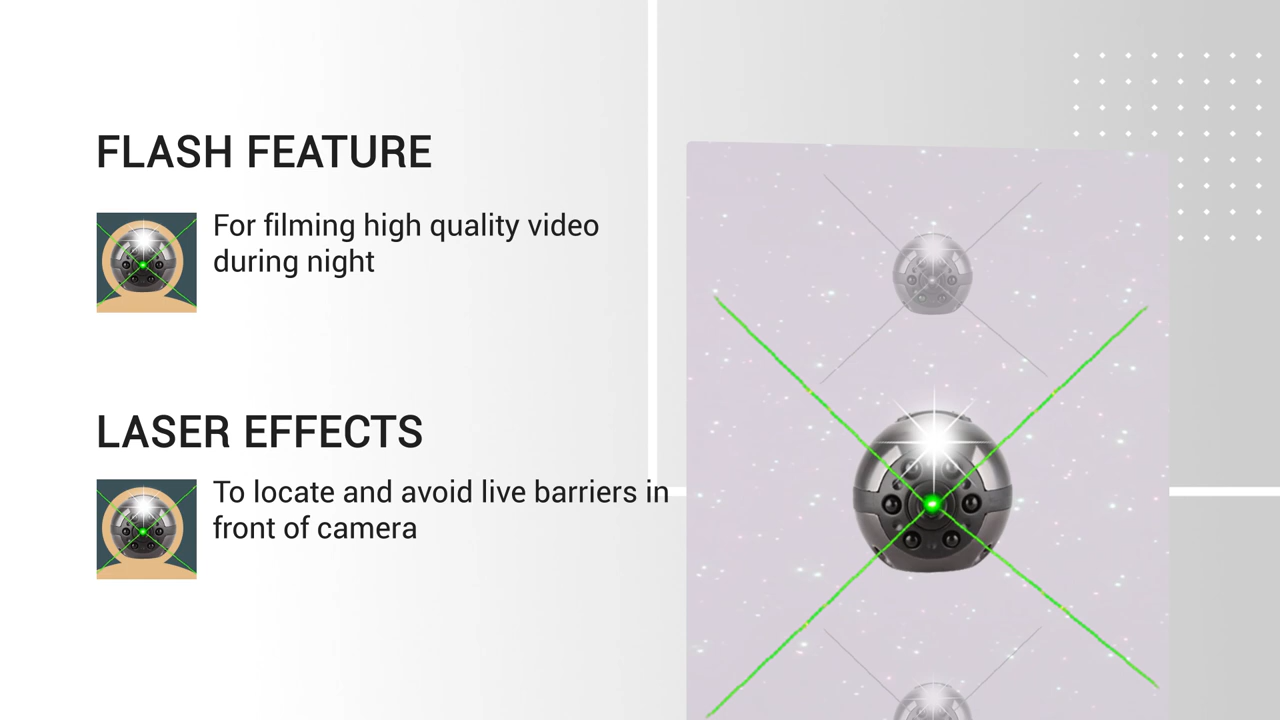 FLASH FEATURE
For filming high quality video
during night
LASER EFFECTS
To locate and avoid live barriers in
front of camera